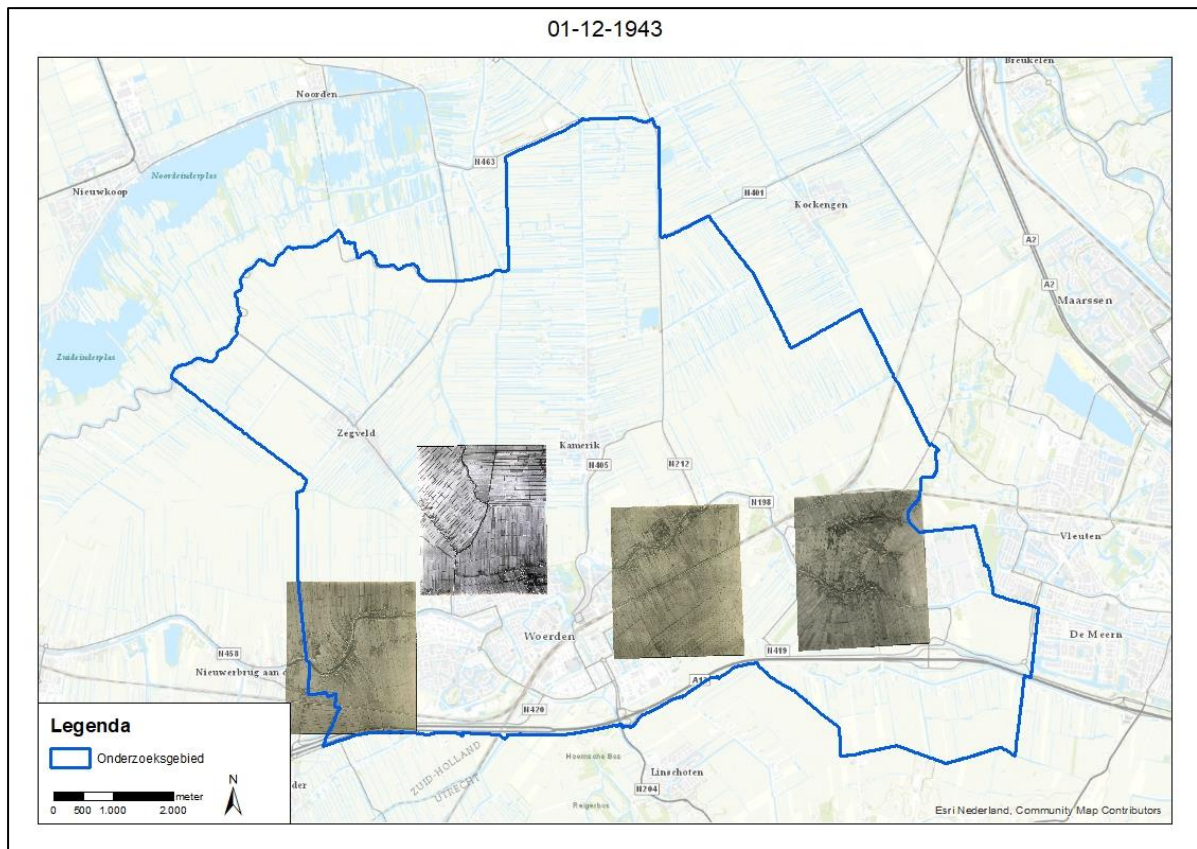 01-12-1943
Breukelen
Noorden
N463
Noordeinderplas
Nieuwkoop
N401
Kockengen
A2
A2
Maarssen
Zuideinderplas
Zegveld
Kamerik
N405
N212
N198
Vleuten
Woerden
De Meern
N458
Nieuwerbrug aan d
N419
A12
N420
Legenda
Onderzoeksgebied
N
meter
0 500 1.000 2.000
der
ZUID-HOLLAND
UTRECHT
Linschoten
N204
Reigerbos
Esri Nederland, Community Map Contributors